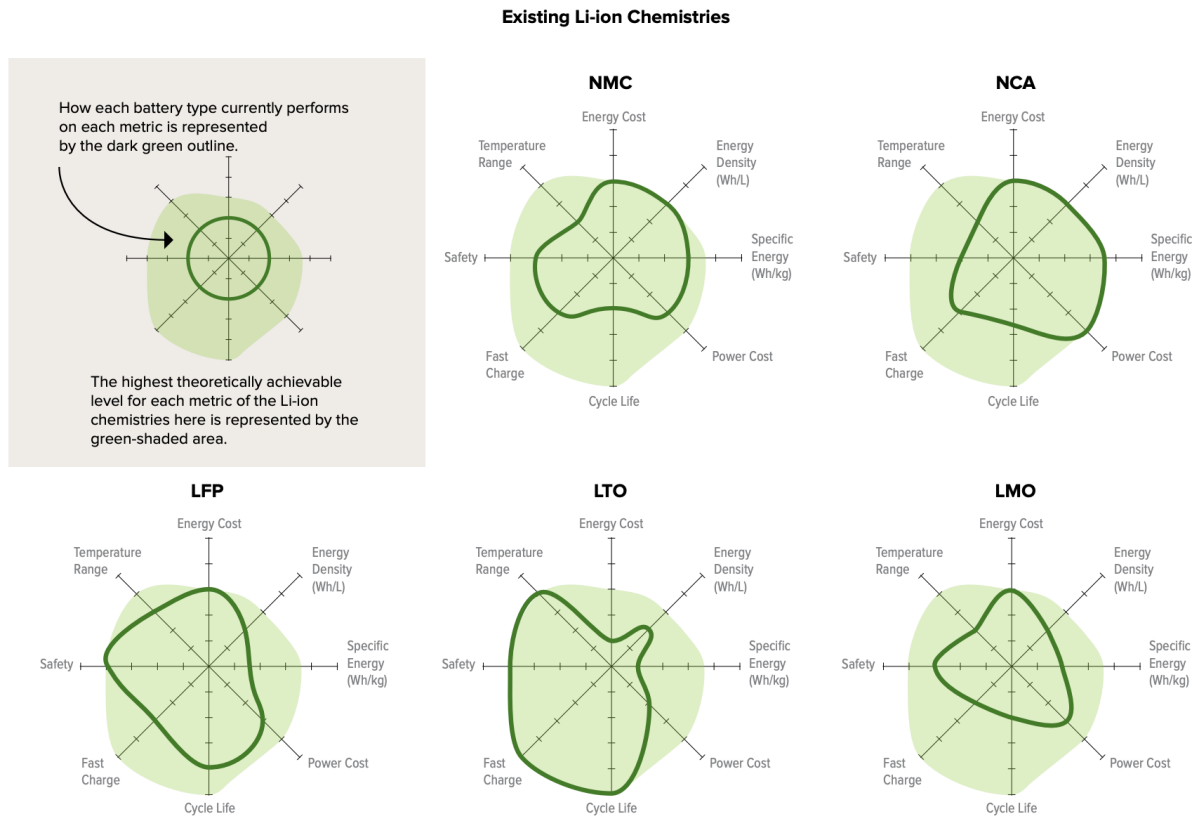 Existing Li-ion Chemistries
How each battery type currently performs
on each metric is represented
by the dark green outline.
The highest theoretically achievable
level for each metric of the Li-ion
chemistries here is represented by the
green-shaded area.
NMC
Energy Cost
Energy
Density
(Wh/L)
Specific
Energy
(Wh/kg)
Power Cost
Cycle Life
Fast
Charge
Safety
Temperature
Range
NCA
Energy Cost
Energy
Density
(Wh/L)
Specific
Energy
(Wh/kg)
Power Cost
Cycle Life
Fast
Charge
Safety
Temperature
Range
LFP
Energy Cost
Energy
Density
(Wh/L)
Specific
Energy
(Wh/kg)
Power Cost
Cycle Life
Fast
Charge
Safety
Temperature
Range
LTO
Energy Cost
Energy
Density
(Wh/L)
Specific
Energy
(Wh/kg)
Power Cost
Cycle Life
Fast
Charge
Safety
Temperature
Range
LMO
Energy Cost
Energy
Density
(Wh/L)
Specific
Energy
(Wh/kg)
Power Cost
Cycle Life
Fast
Charge
Safety
Temperature
Range